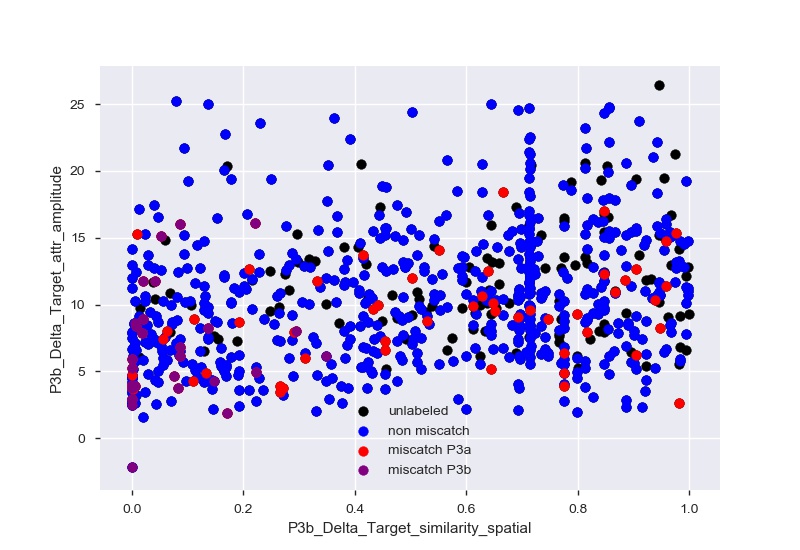 25
20
15
10
5
0
P3b_Delta_Target_attr_amplitude
unlabeled
non miscatch
miscatch P3a
miscatch P3b
0.0 0.2 0.4 0.6 0.8 1.0
P3b_Delta_Target_similarity_spatial